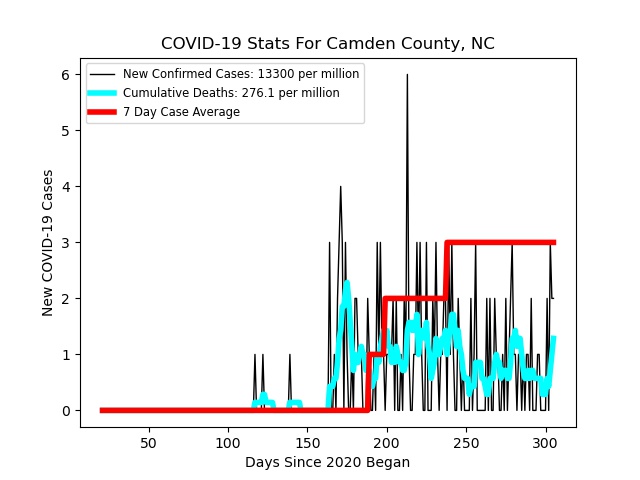 COVID-19 Stats For Camden County, NC
New Confirmed Cases: 13300 per million
Cumulative Deaths: 276.1 per million
7 Day Case Average
New COVID-19 Cases
6
5
4
3
2
1
0
50 100 150 200 250 300
Days Since 2020 Began